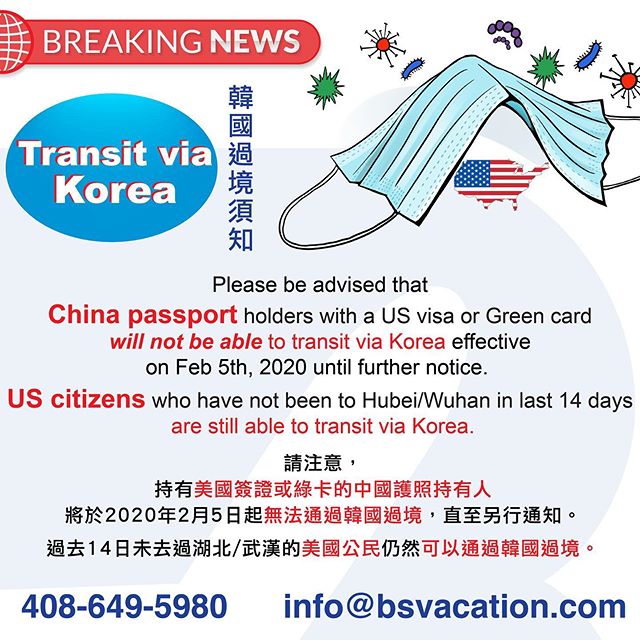 BREAKING NEWS
Transit via
Korea
韓國過境須知
Please be advised that
China passport holders with a US visa or Green card
will not be able to transit via Korea effective
on Feb 5th, 2020 until further notice.
US citizens who have not been to Hubei/Wuhan in last 14 days
are still able to transit via Korea.
請注意，
持有美國簽證或綠卡的中國護照持有人
將於2020年2月5日起無法通過韓國過境，直至另行通知。
過去14日未去過湖北/武漢的美國公民仍然可以通過韓國過境。
408-649-5980 info@bsvacation.com